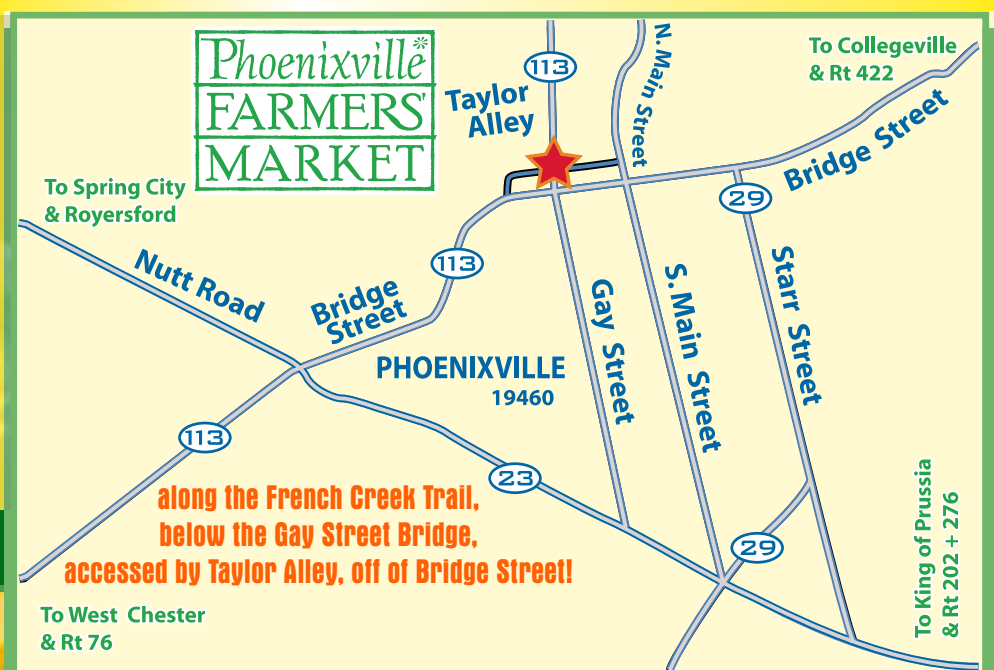 Phoenixville
FARMERS'
MARKET
113
N. Main Street
To Collegeville
& Rt 422
Taylor
Alley
Bridge Street
To Spring City
& Royersford
29
113
Nutt Road
Bridge
Street
Gay Street
S. Main Street
Starr Street
PHOENIXVILLE
19460
113
23
along the French Creek Trail,
below the Gay Street Bridge,
accessed by Taylor Alley, off of Bridge Street!
29
To King of Prussia
& Rt 202 + 276
To West Chester
& Rt 76